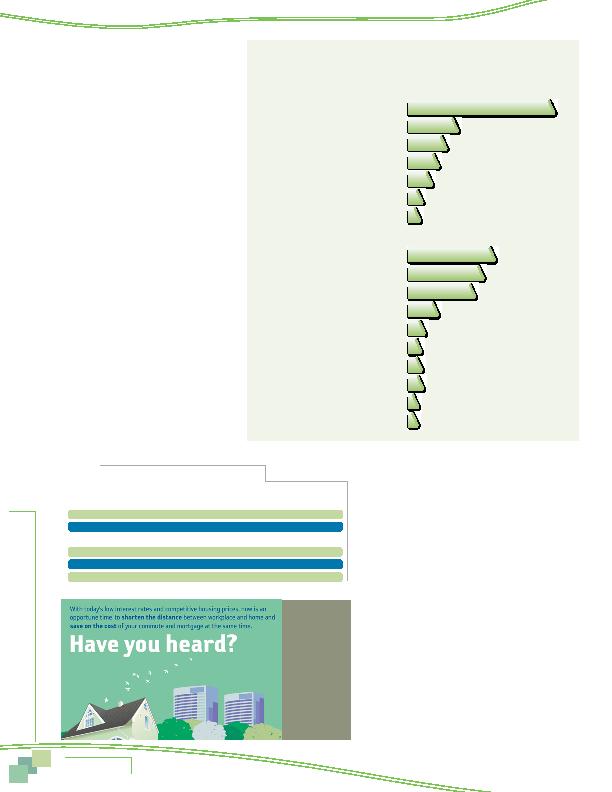 With today's low interest rates and competitive housing prices, now is an
opportune time to shorten the distance between workplace and home and
save on the cost of your commute and mortgage at the same time.
Have you heard?